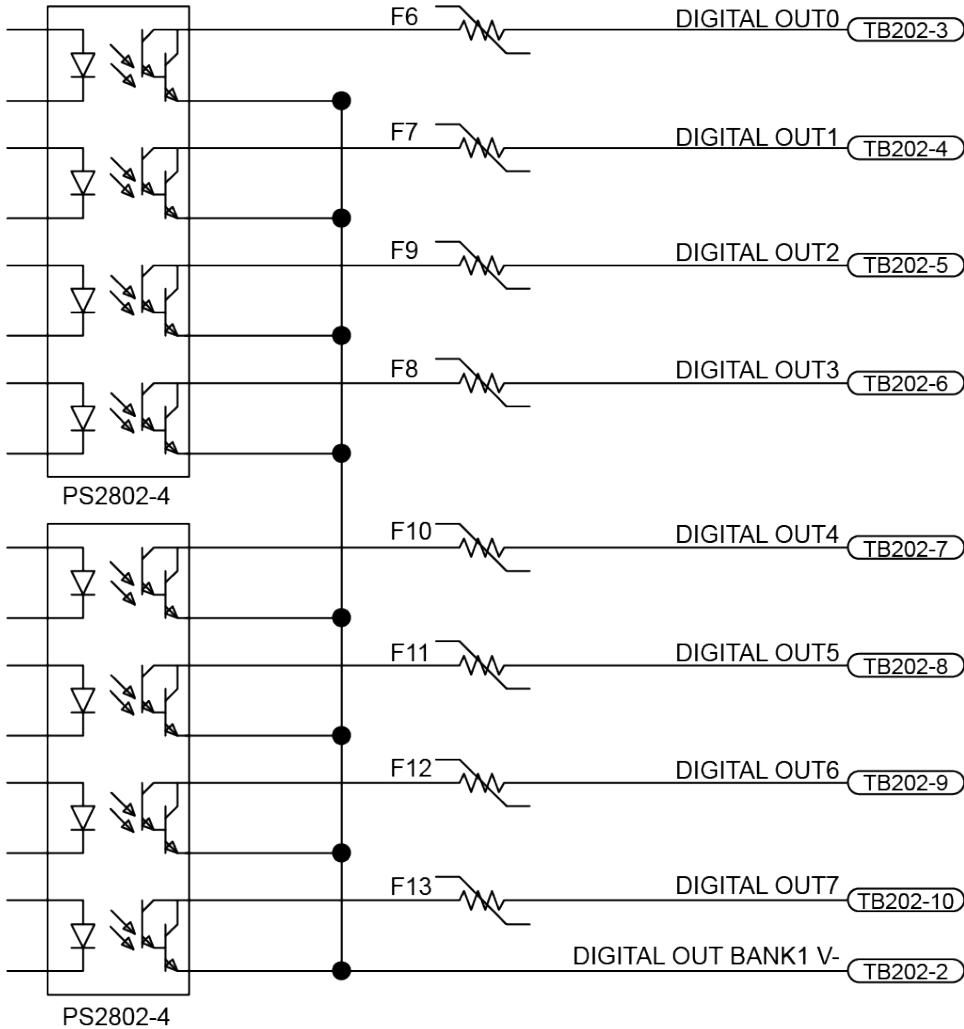 F6 DIGITAL OUT0 TB202-3
F7 DIGITAL OUT1 TB202-4
F9 DIGITAL OUT2 TB202-5
F8 DIGITAL OUT3 TB202-6
PS2802-4
F10 DIGITAL OUT4 TB202-7
F11 DIGITAL OUT5 TB202-8
F12 DIGITAL OUT6 TB202-9
F13 DIGITAL OUT7 TB202-10
DIGITAL OUT BANK1 V- TB202-2
PS2802-4